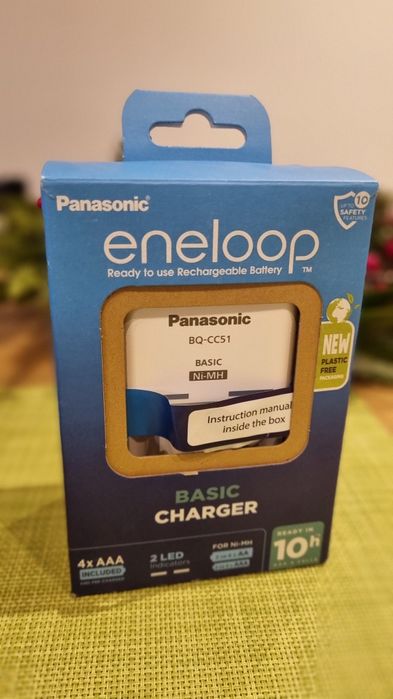 Panasonic
UP TO 10
SAFETY
FEATURES
eneloop
Ready to use Rechargeable Battery ™
Panasonic
BQ-CC51
BASIC
Ni-MH
NEW
PLASTIC
FREE
PACKAGING
Instruction manual
inside the box
BASIC
CHARGER
4x AAA
INCLUDED
2 LED
Indicators
FOR Ni-MH
AA
AAA
READY IN
10h